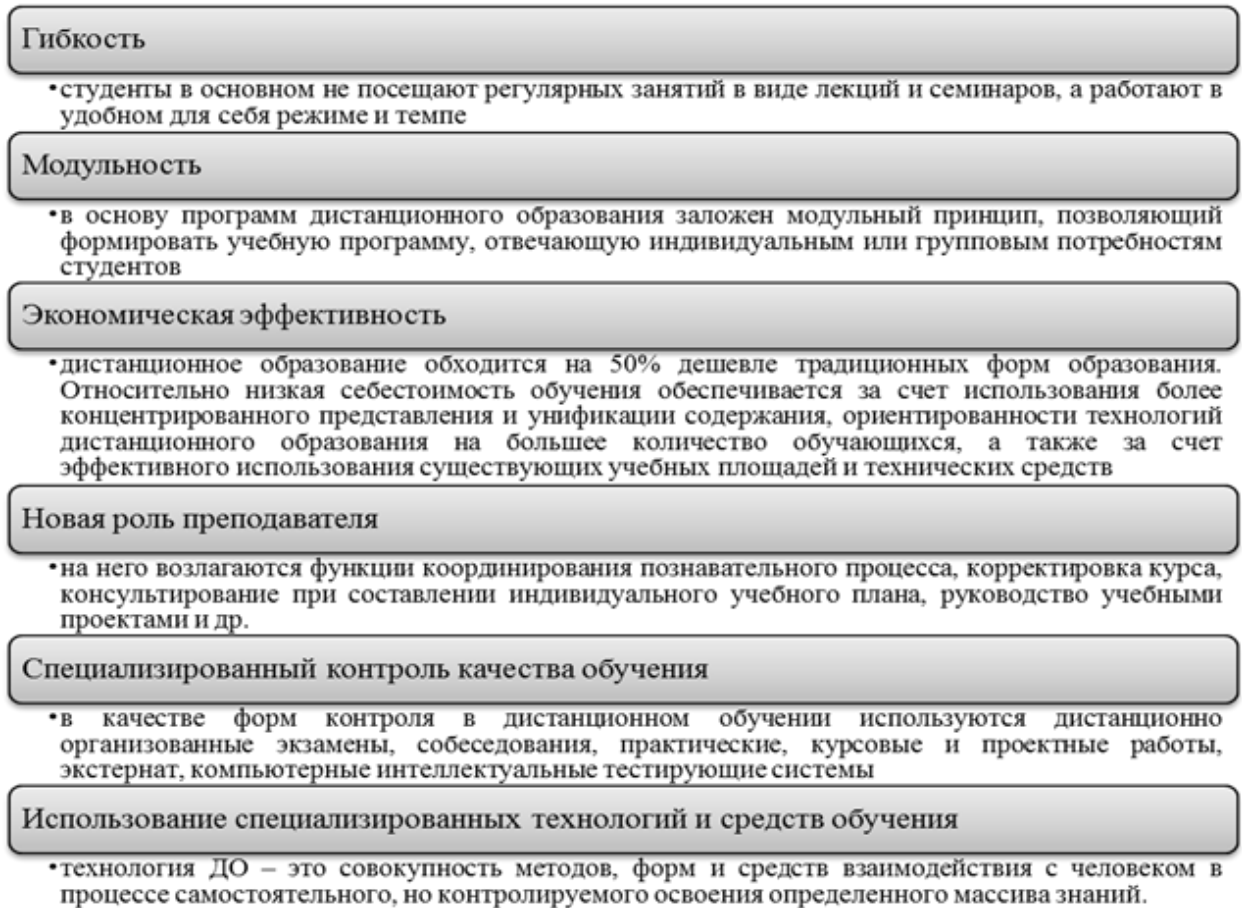 Гибкость
•студенты в основном не посещают регулярных занятий в виде лекций и семинаров, а работают в
удобном для себя режиме и темпе
Модульность
•в основу программ дистанционного образования заложен модульный принцип, позволяющий
формировать учебную программу, отвечающую индивидуальным или групповым потребностям
студентов
Экономическая эффективность
•дистанционное образование обходится на 50% дешевле традиционных форм образования.
Относительно низкая себестоимость обучения обеспечивается за счет использования более
концентрированного представления и унификации содержания, ориентированности технологий
дистанционного образования на большее количество обучающихся, а также за счет
эффективного использования существующих учебных площадей и технических средств
Новая роль преподавателя
•на него возлагаются функции координирования познавательного процесса, корректировка курса,
консультирование при составлении индивидуального учебного плана, руководство учебными
проектами и др.
Специализированный контроль качества обучения
•в качестве форм контроля в дистанционном обучении используются дистанционно
организованные экзамены, собеседования, практические, курсовые и проектные работы,
экстернат, компьютерные интеллектуальные тестирующие системы
Использование специализированных технологий и средств обучения
•технология ДО – это совокупность методов, форм и средств взаимодействия с человеком в
процессе самостоятельного, но контролируемого освоения определенного массива знаний.